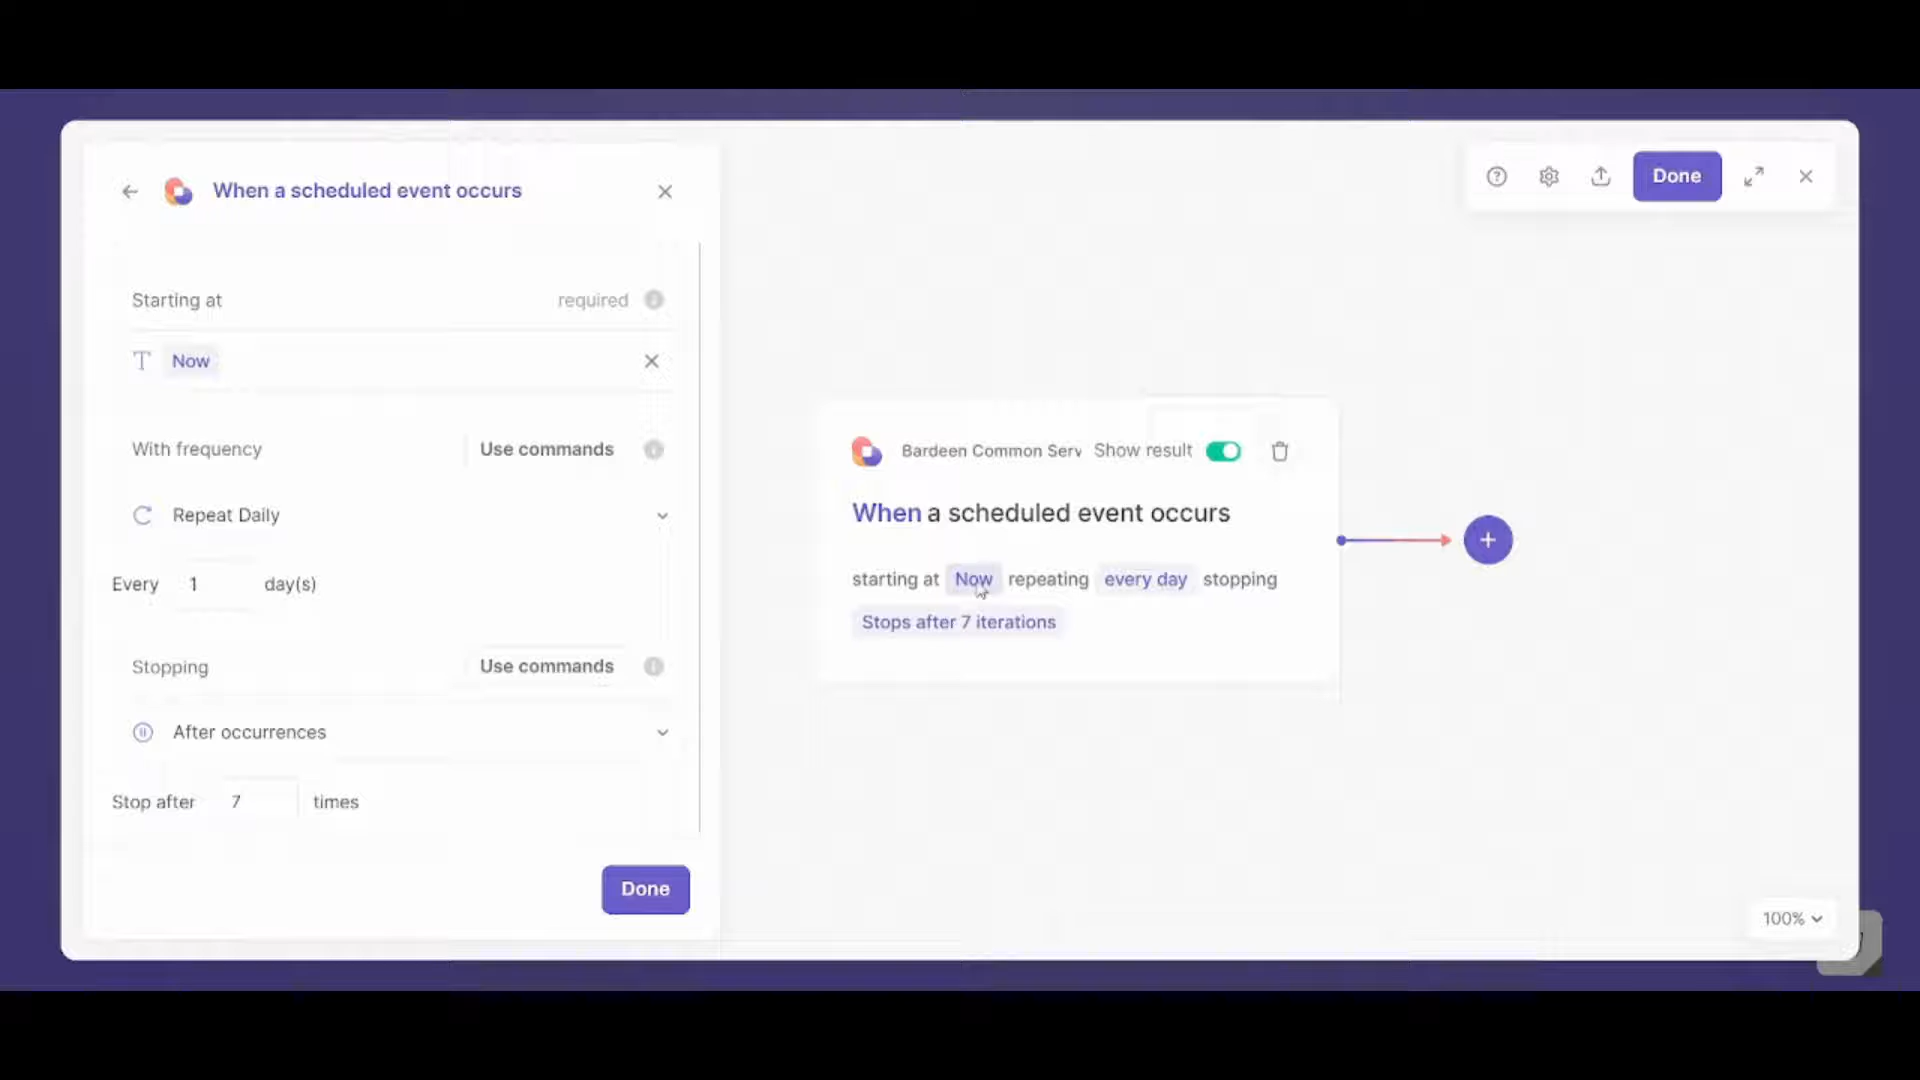 When a scheduled event occurs
Done
Starting at required
Now
With frequency Use commands
Repeat Daily
Every 1 day(s)
Stopping Use commands
After occurrences
Stop after 7 times
Done
Bardeen Common Serv Show result
When a scheduled event occurs
starting at Now repeating every day stopping
Stops after 7 iterations
100%